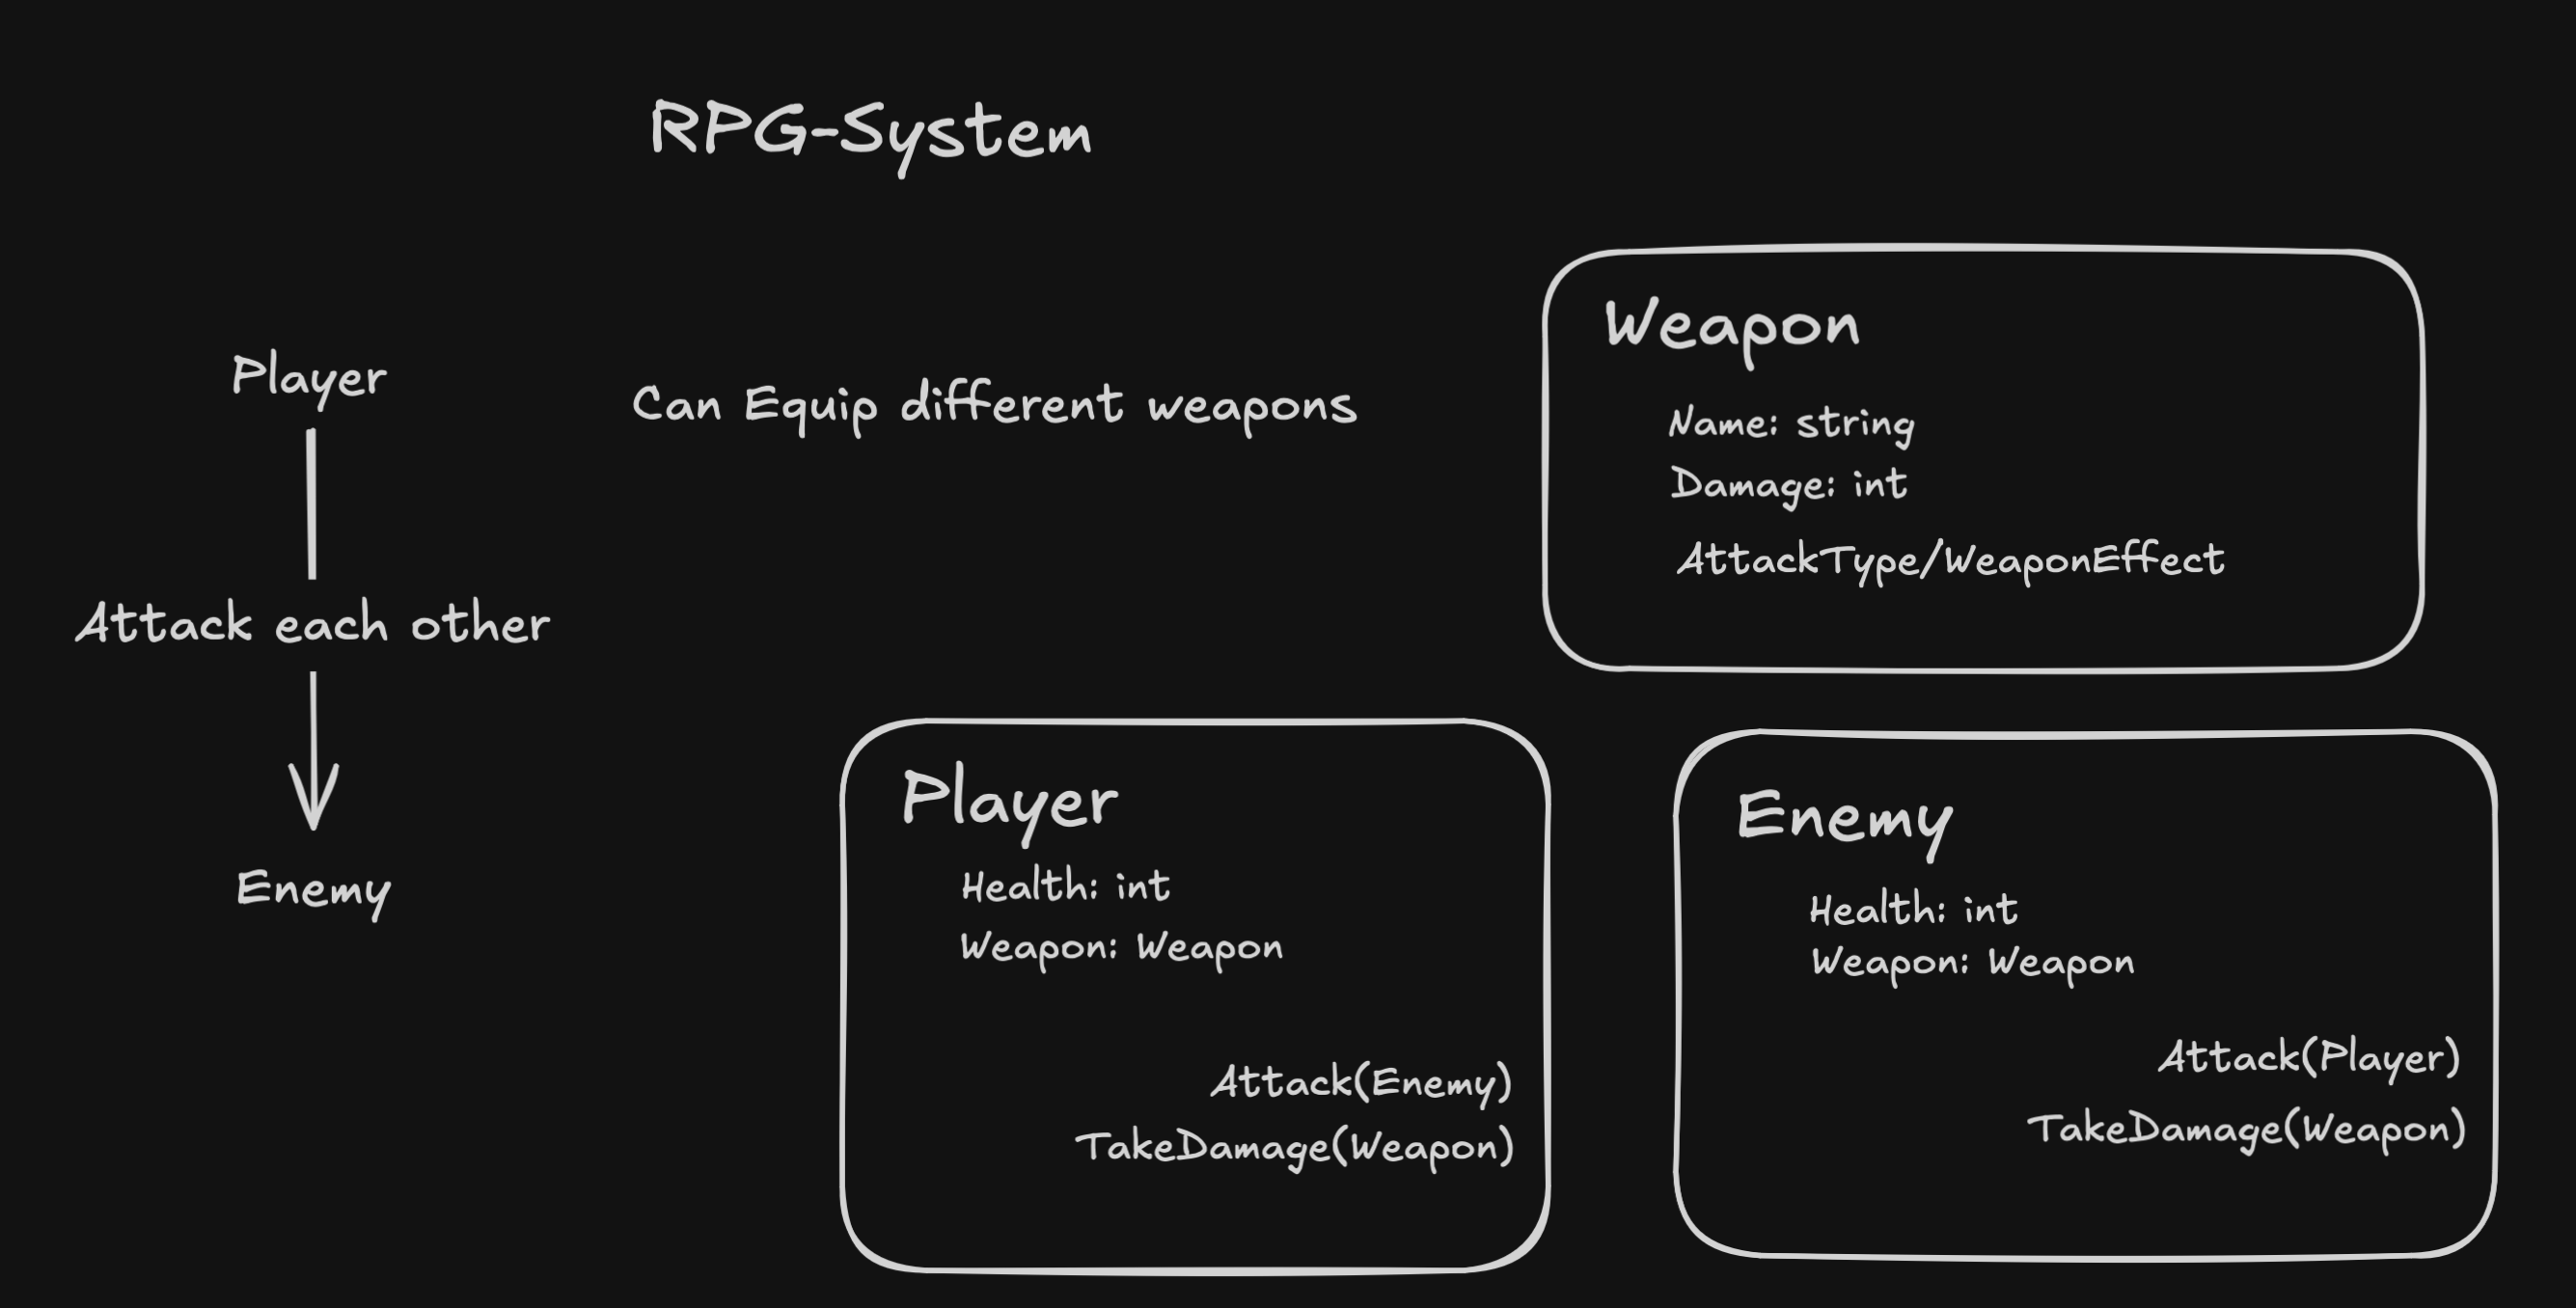 RPG-System
Player
Can Equip different weapons
Attack each other
Enemy
Weapon
Name: string
Damage: int
AttackType/WeaponEffect
Player
Health: int
Weapon: Weapon
Attack(Enemy)
TakeDamage(Weapon)
Enemy
Health: int
Weapon: Weapon
Attack(Player)
TakeDamage(Weapon)